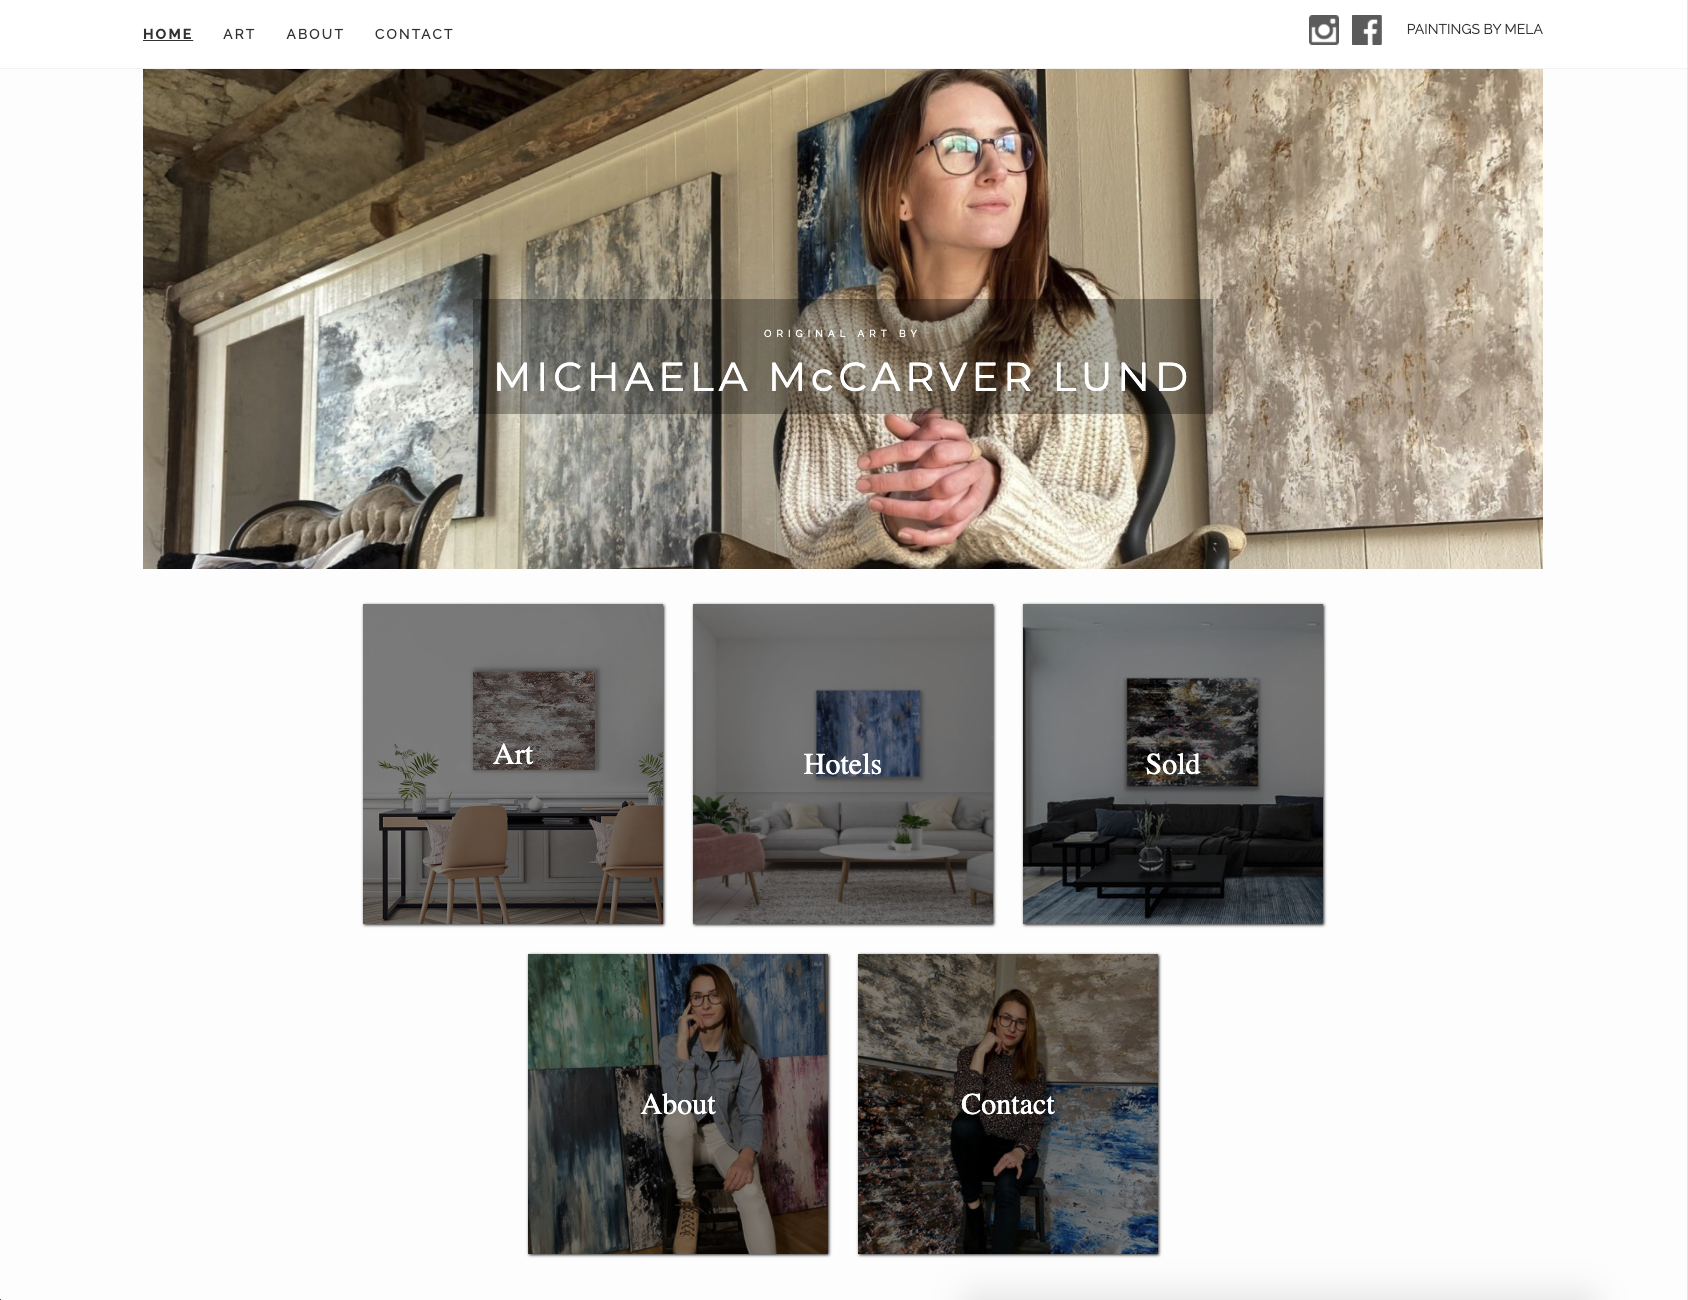 HOME ART ABOUT CONTACT PAINTINGS BY MELA
ORIGINAL ART BY
MICHAELA McCARVER LUND
Art
Hotels
Sold
About
Contact